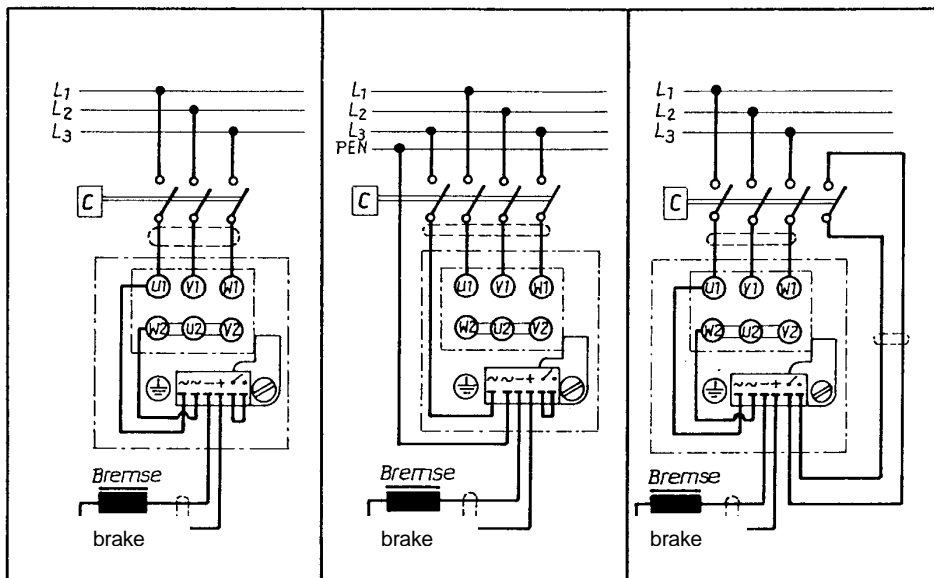 L1
L2
L3
C
U1 V1 W1
W2 U2 V2
~ ~ - +
Bremse
brake
L1
L2
L3
PEN
C
U1 V1 W1
W2 U2 V2
~ ~ - +
Bremse
brake
L1
L2
L3
C
U1 V1 W1
W2 U2 V2
~ ~ - +
Bremse
brake